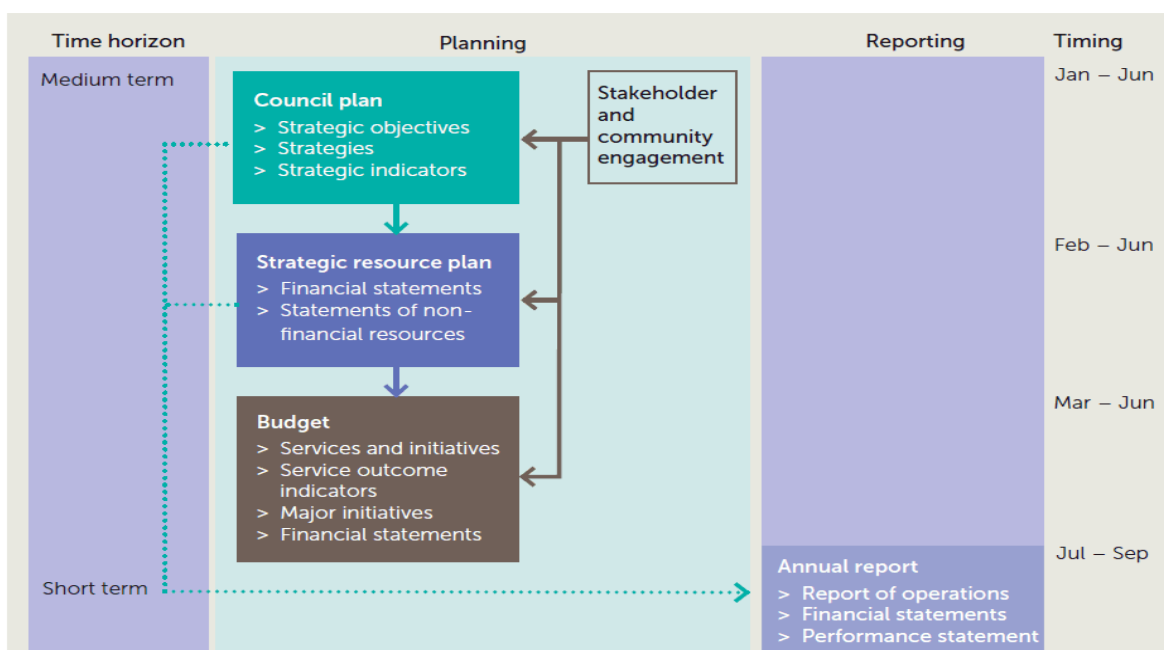 Time horizon
Planning
Reporting
Timing
Medium term
Jan – Jun
Council plan
> Strategic objectives
> Strategies
> Strategic indicators
Stakeholder
and
community
engagement
Feb – Jun
Strategic resource plan
> Financial statements
> Statements of non-
financial resources
Mar – Jun
Budget
> Services and initiatives
> Service outcome
indicators
> Major initiatives
> Financial statements
Jul – Sep
Short term
Annual report
> Report of operations
> Financial statements
> Performance statement